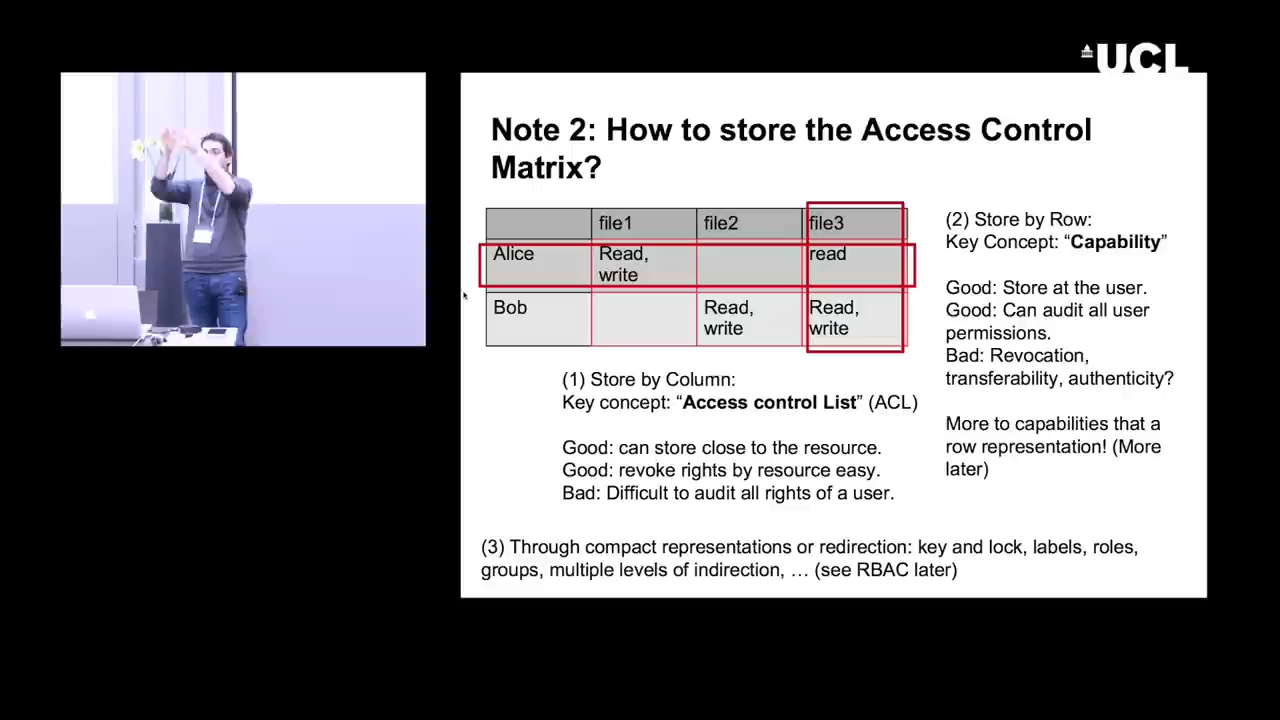 UCL
Note 2: How to store the Access Control
Matrix?
file1 file2 file3
Alice Read, write read
Bob Read, write Read, write
(2) Store by Row:
Key Concept: “Capability”
Good: Store at the user.
Good: Can audit all user
permissions.
Bad: Revocation,
transferability, authenticity?
More to capabilities that a
row representation! (More
later)
(1) Store by Column:
Key concept: “Access control List” (ACL)
Good: can store close to the resource.
Good: revoke rights by resource easy.
Bad: Difficult to audit all rights of a user.
(3) Through compact representations or redirection: key and lock, labels, roles,
groups, multiple levels of indirection, … (see RBAC later)